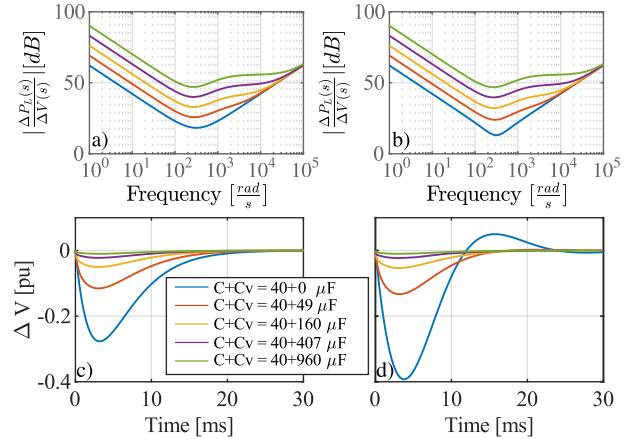 100
50
0
|ΔP_L(s)/ΔV(s)| [dB]
a)
10^0 10^1 10^2 10^3 10^4 10^5
Frequency [rad/s]
100
50
0
|ΔP_L(s)/ΔV(s)| [dB]
b)
10^0 10^1 10^2 10^3 10^4 10^5
Frequency [rad/s]
0
-0.2
-0.4
Δ V [pu]
c)
0 10 20 30
Time [ms]
C+Cv = 40+0 μF
C+Cv = 40+49 μF
C+Cv = 40+160 μF
C+Cv = 40+407 μF
C+Cv = 40+960 μF
d)
0 10 20 30
Time [ms]